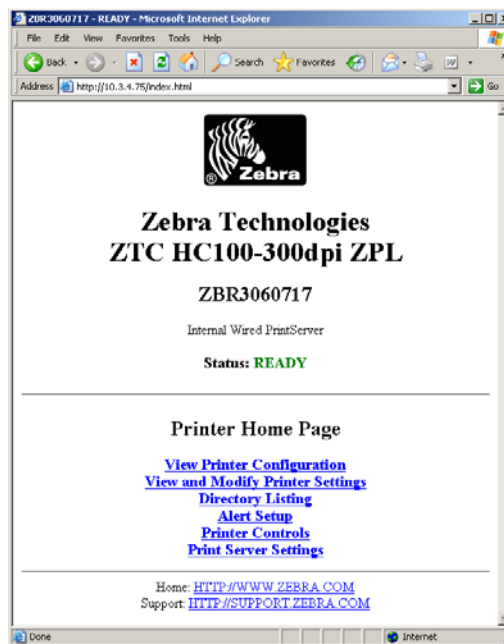 ZBR3060717 - READY - Microsoft Internet Explorer
File Edit View Favorites Tools Help
Back Search Favorites
Address http://10.3.4.75/index.html Go
Zebra
Zebra Technologies
ZTC HC100-300dpi ZPL
ZBR3060717
Internal Wired PrintServer
Status: READY
Printer Home Page
View Printer Configuration
View and Modify Printer Settings
Directory Listing
Alert Setup
Printer Controls
Print Server Settings
Home: HTTP://WWW.ZEBRA.COM
Support: HTTP://SUPPORT.ZEBRA.COM
Done Internet